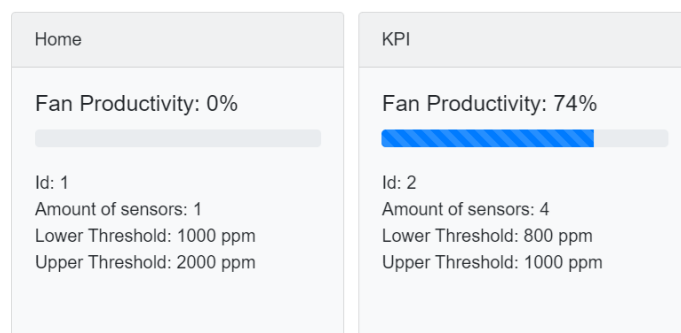 Home
Fan Productivity: 0%
Id: 1
Amount of sensors: 1
Lower Threshold: 1000 ppm
Upper Threshold: 2000 ppm
KPI
Fan Productivity: 74%
Id: 2
Amount of sensors: 4
Lower Threshold: 800 ppm
Upper Threshold: 1000 ppm